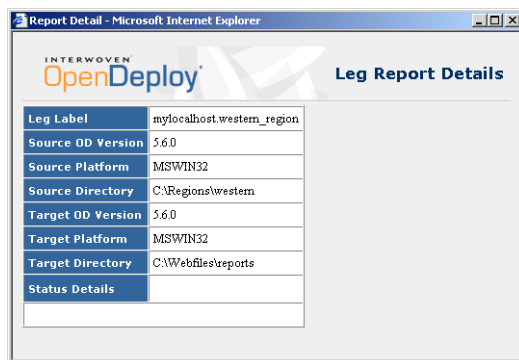 Report Detail - Microsoft Internet Explorer
INTERWOVEN
OpenDeploy
Leg Report Details
Leg Label mylocalhost.western_region
Source OD Version 5.6.0
Source Platform MSWIN32
Source Directory C:\Regions\western
Target OD Version 5.6.0
Target Platform MSWIN32
Target Directory C:\Webfiles\reports
Status Details